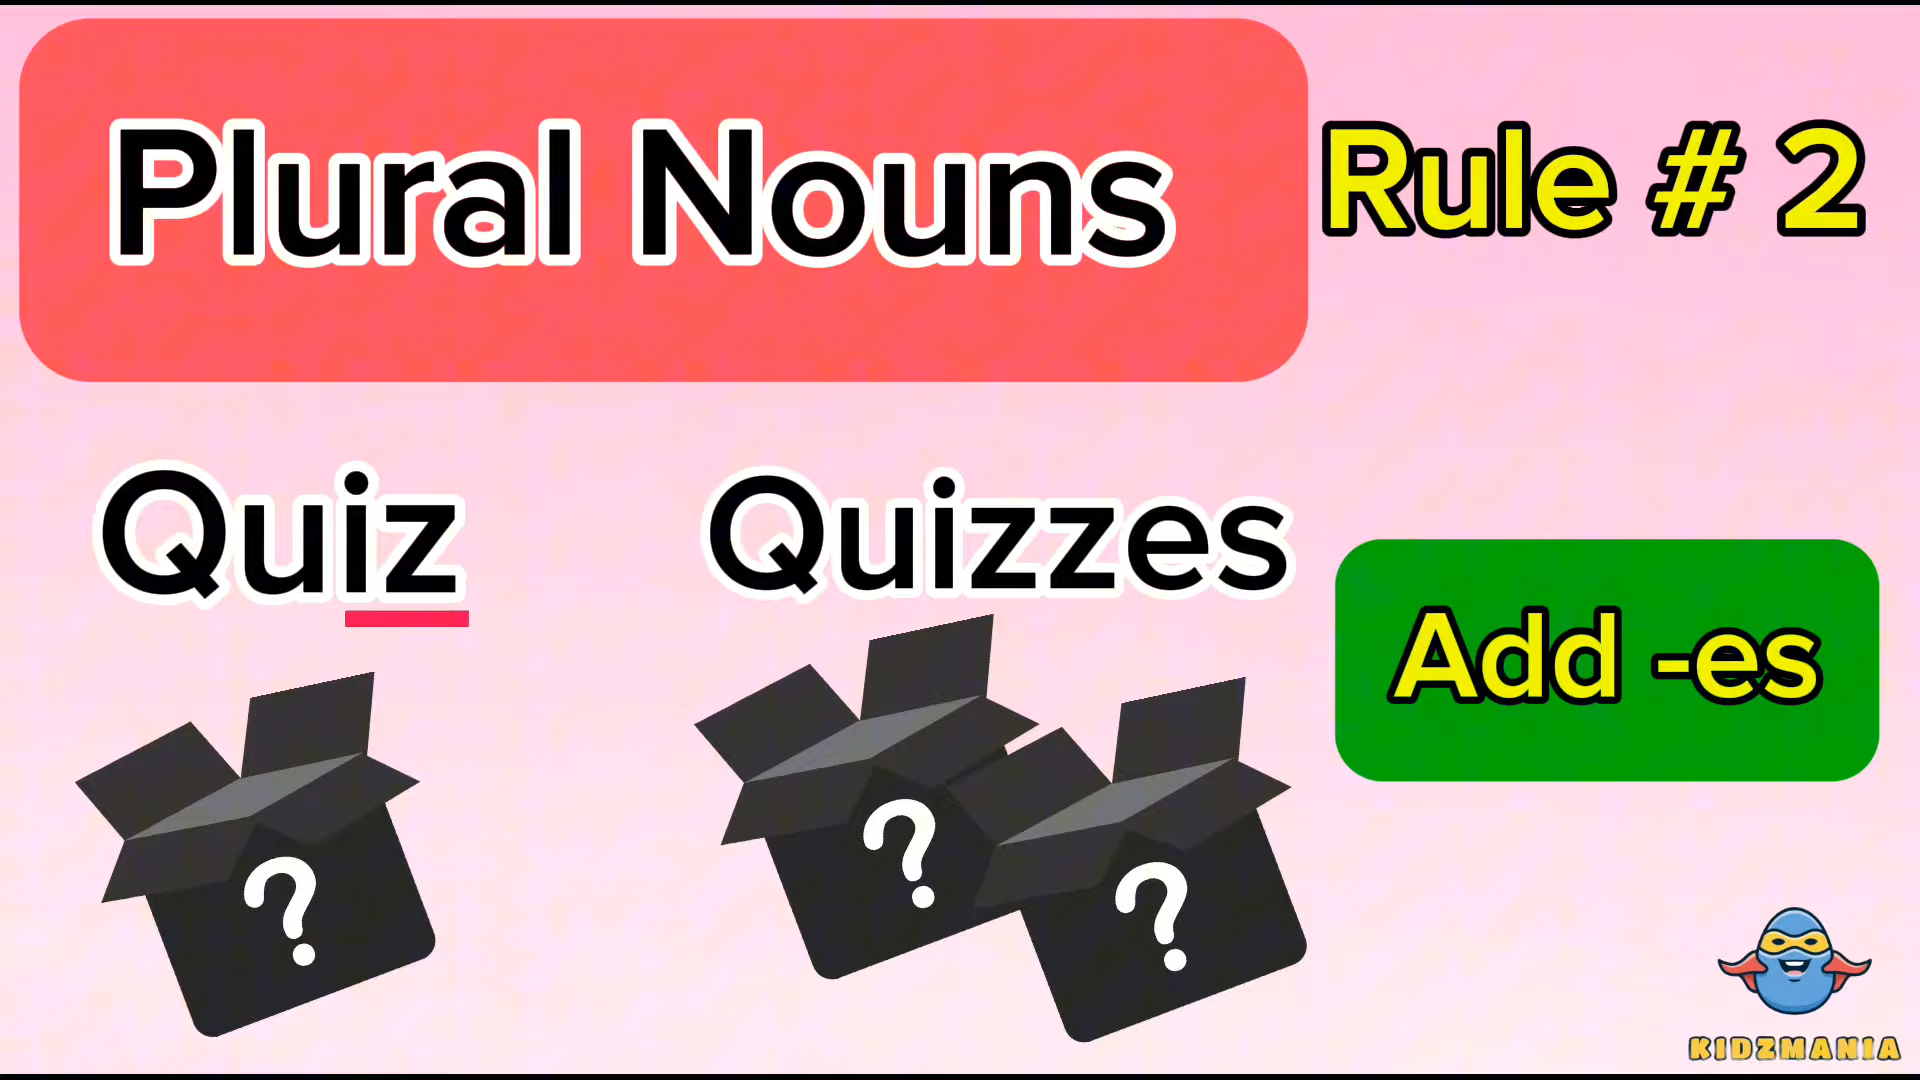 Plural Nouns
Rule # 2
Quiz
Quizzes
Add -es
?
?
?
KIDZMANIA